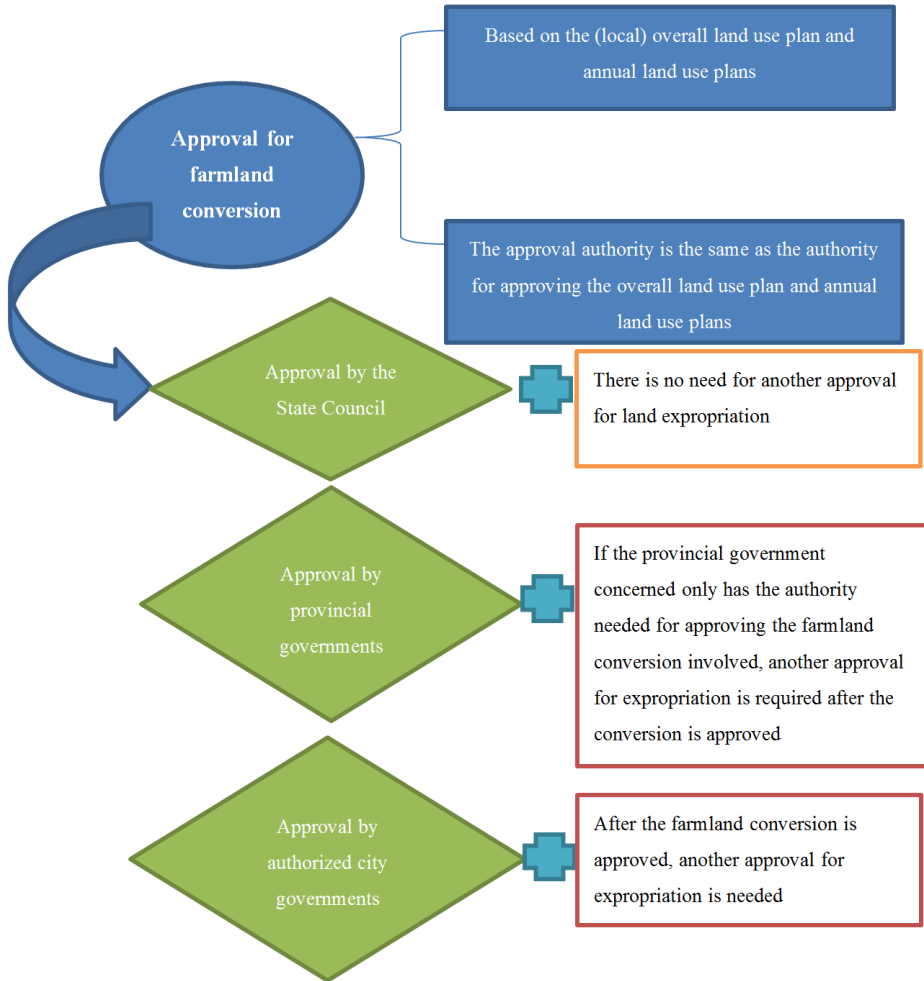 Based on the (local) overall land use plan and
annual land use plans
Approval for
farmland
conversion
The approval authority is the same as the authority
for approving the overall land use plan and annual
land use plans
Approval by the
State Council
There is no need for another approval
for land expropriation
Approval by
provincial
governments
If the provincial government
concerned only has the authority
needed for approving the farmland
conversion involved, another approval
for expropriation is required after the
conversion is approved
Approval by
authorized city
governments
After the farmland conversion is
approved, another approval for
expropriation is needed